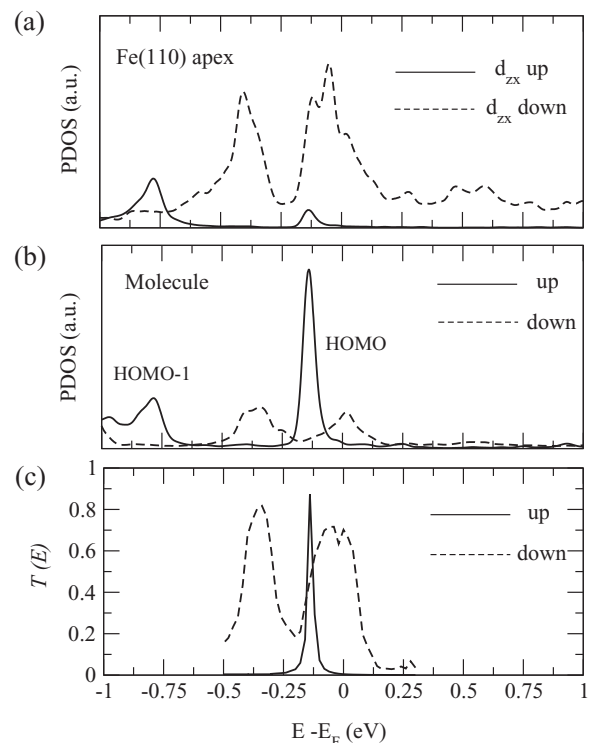 (a)
Fe(110) apex
d_zx up
d_zx down
PDOS (a.u.)
(b)
Molecule
up
down
HOMO
HOMO-1
PDOS (a.u.)
(c)
1
0.8
0.6
0.4
0.2
0
up
down
T (E)
-1 -0.75 -0.5 -0.25 0 0.25 0.5 0.75 1
E -E_F (eV)